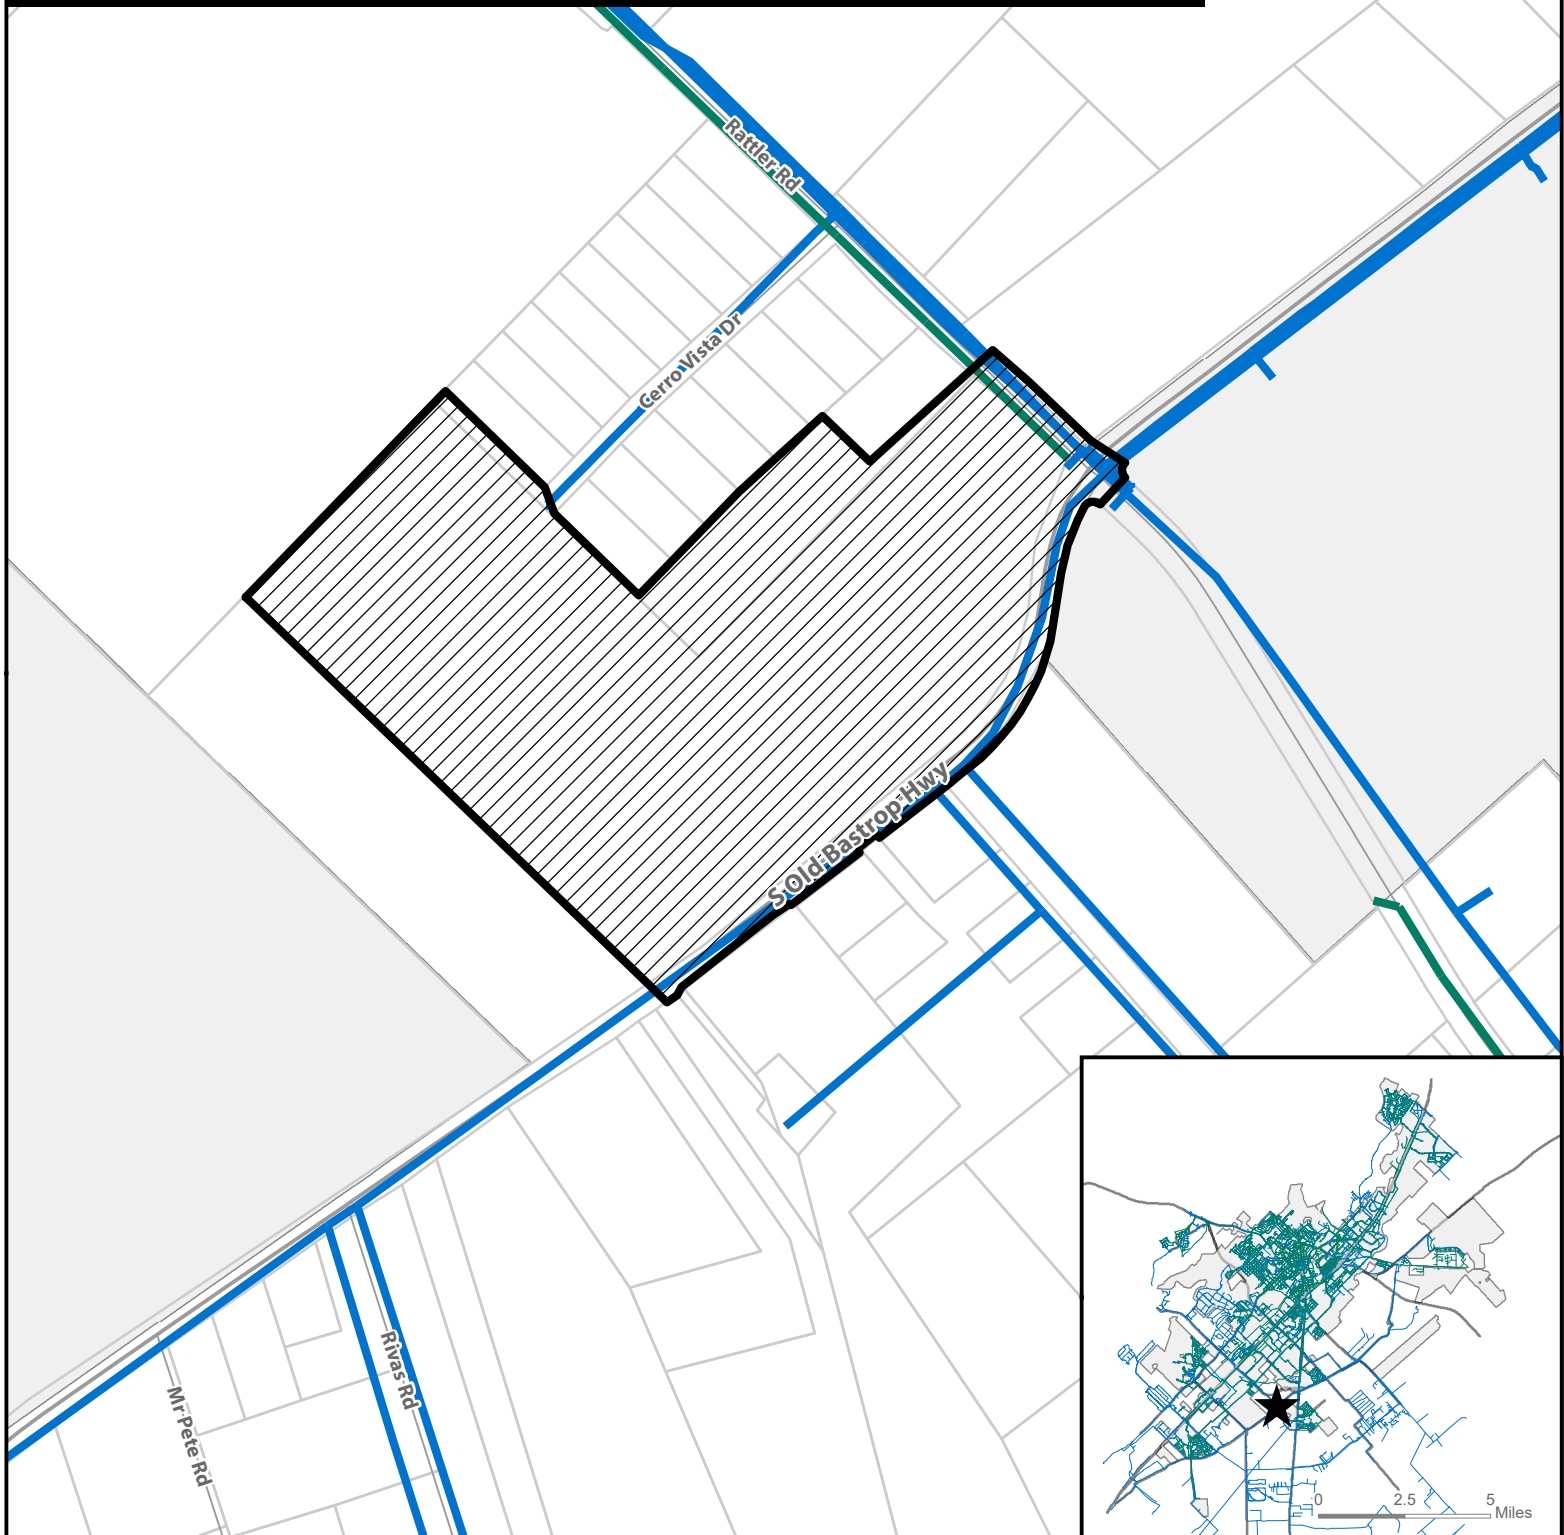 Rattler Rd
Cerro Vista Dr
S Old Bastrop Hwy
Rivas Rd
Mr Pete Rd
0 2.5 5
Miles